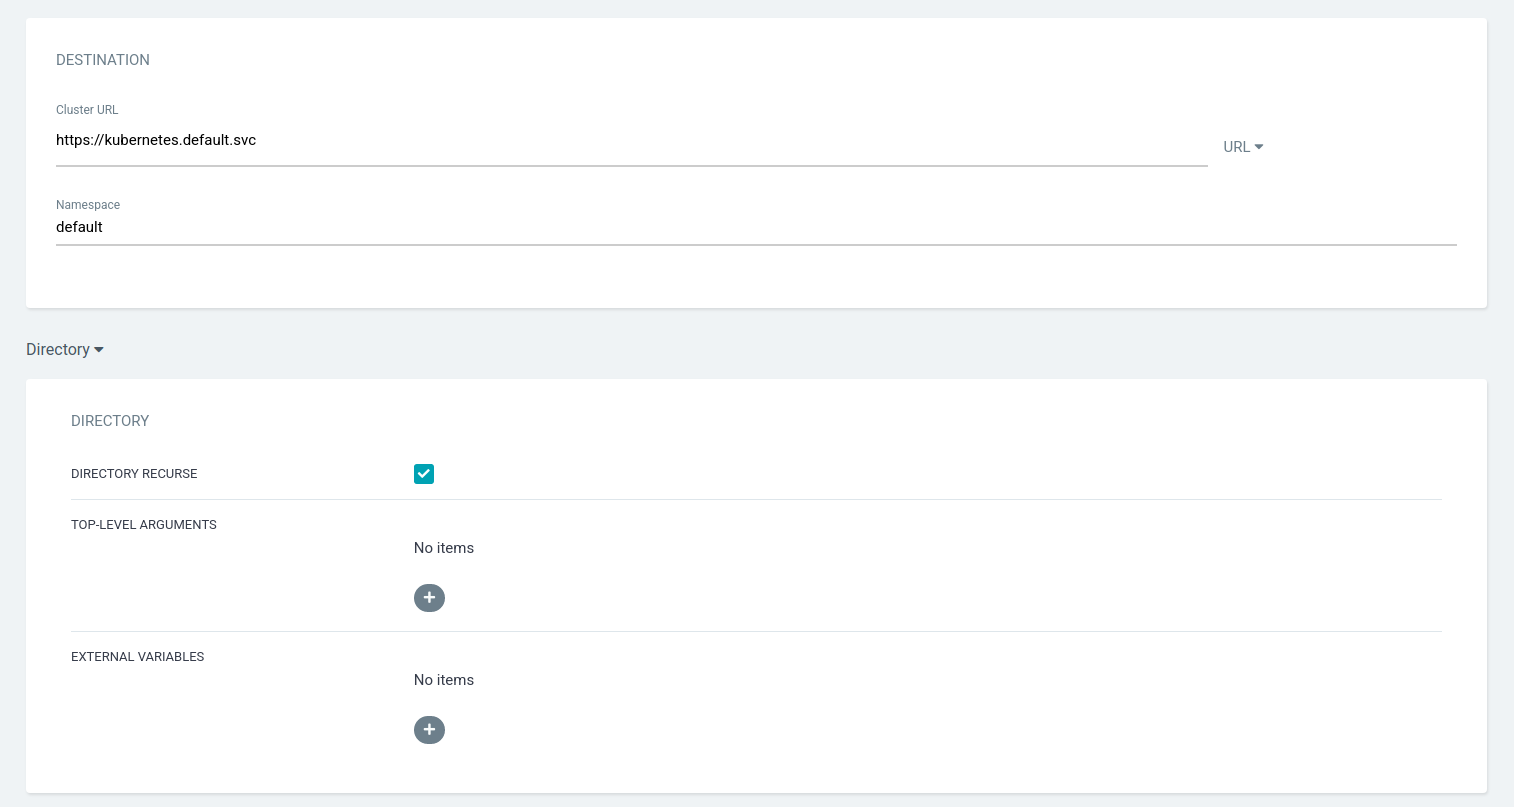 DESTINATION
Cluster URL
https://kubernetes.default.svc
URL
Namespace
default
Directory
DIRECTORY
DIRECTORY RECURSE
TOP-LEVEL ARGUMENTS
No items
EXTERNAL VARIABLES
No items